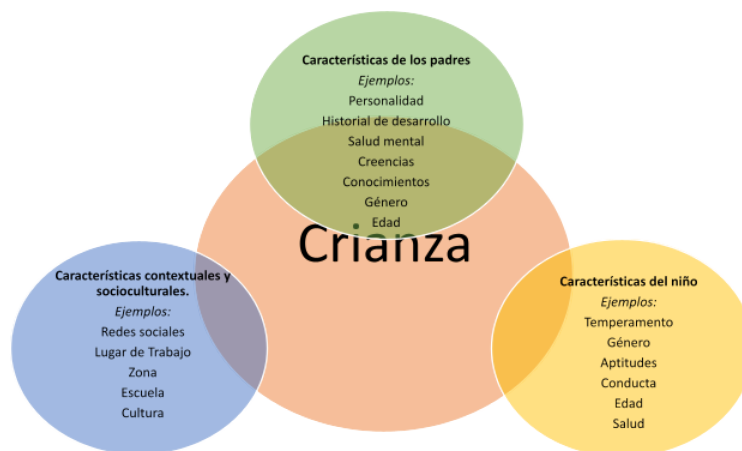 Características de los padres
Ejemplos:
Personalidad
Historial de desarrollo
Salud mental
Creencias
Conocimientos
Género
Edad
Crianza
Características contextuales y
socioculturales.
Ejemplos:
Redes sociales
Lugar de Trabajo
Zona
Escuela
Cultura
Características del niño
Ejemplos:
Temperamento
Género
Aptitudes
Conducta
Edad
Salud